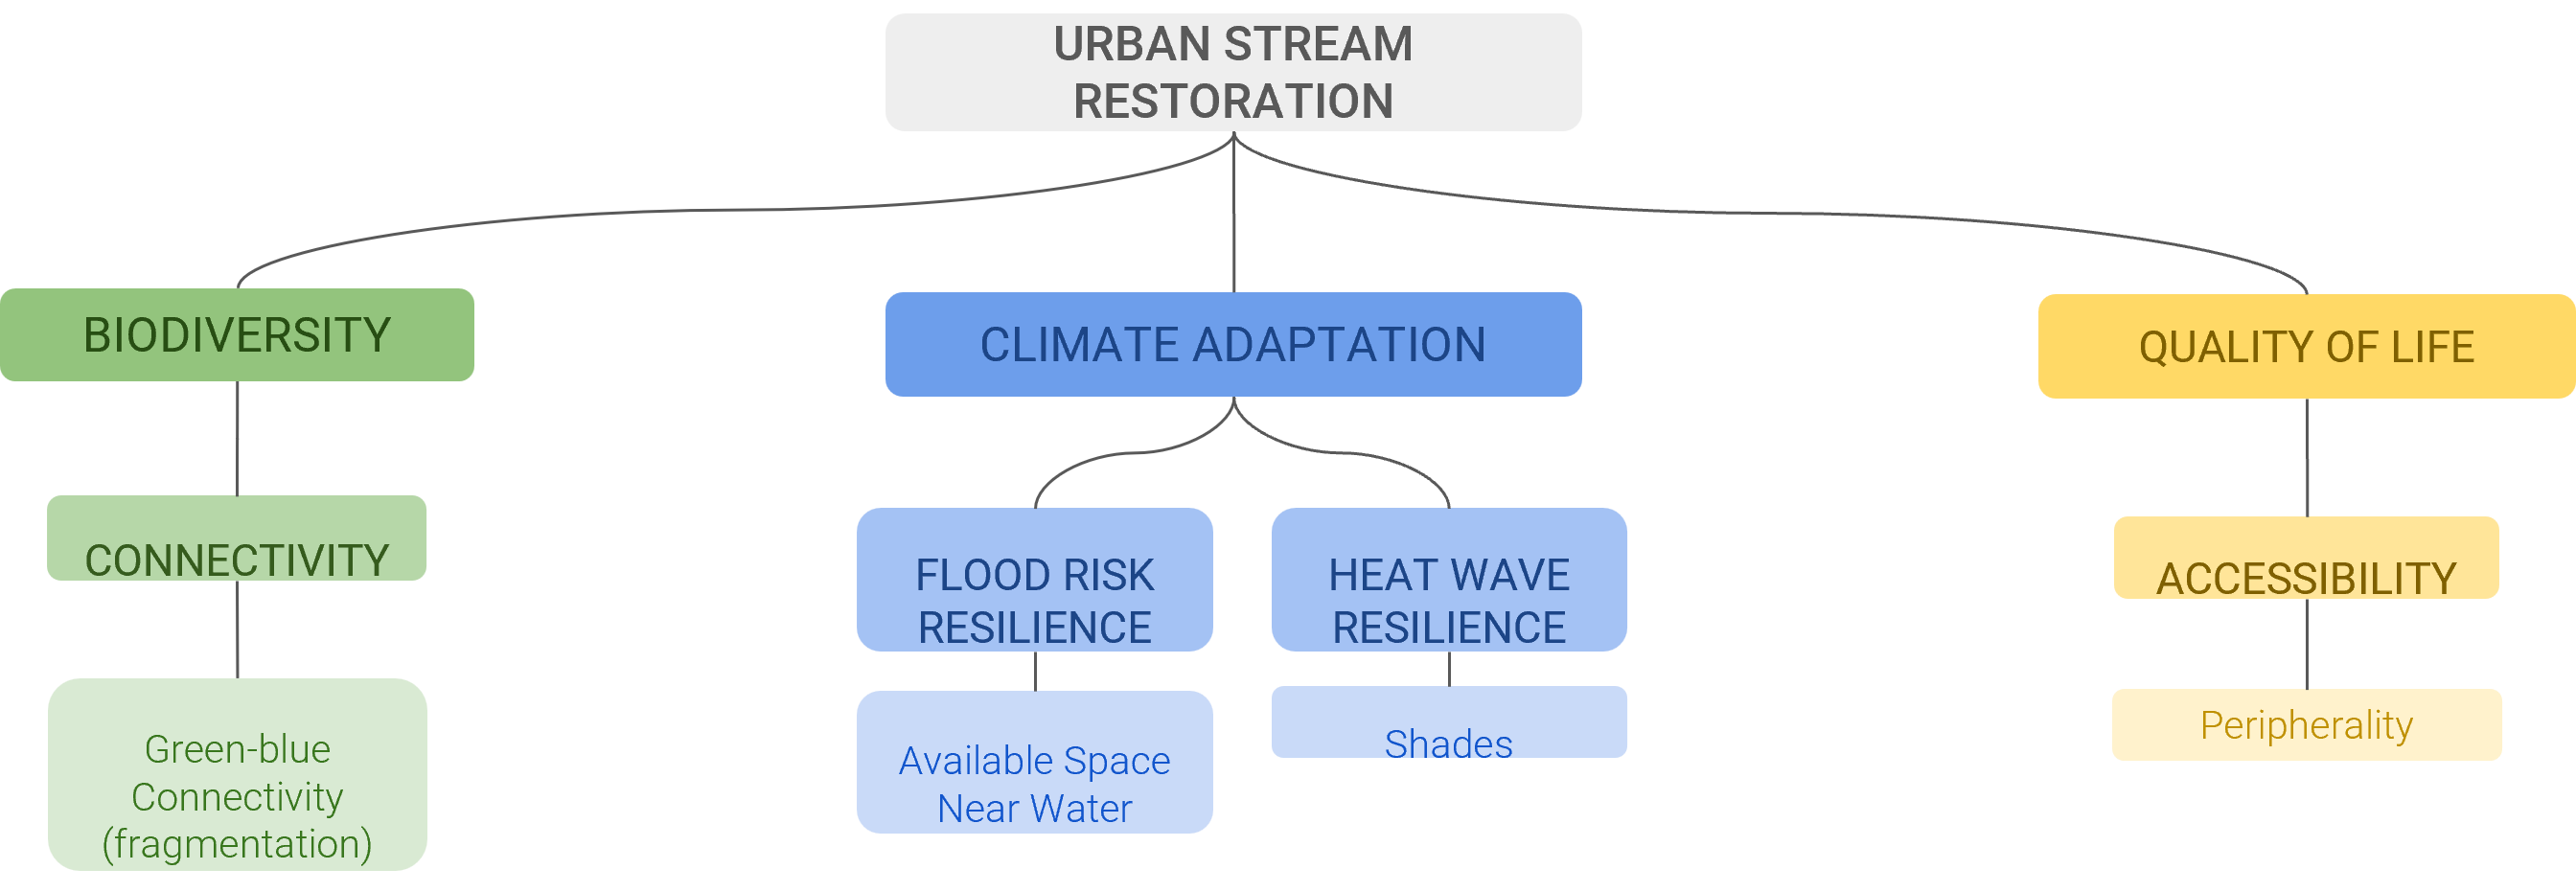 URBAN STREAM
RESTORATION
BIODIVERSITY
CLIMATE ADAPTATION
QUALITY OF LIFE
CONNECTIVITY
FLOOD RISK
RESILIENCE
HEAT WAVE
RESILIENCE
ACCESSIBILITY
Green-blue
Connectivity
(fragmentation)
Available Space
Near Water
Shades
Peripherality